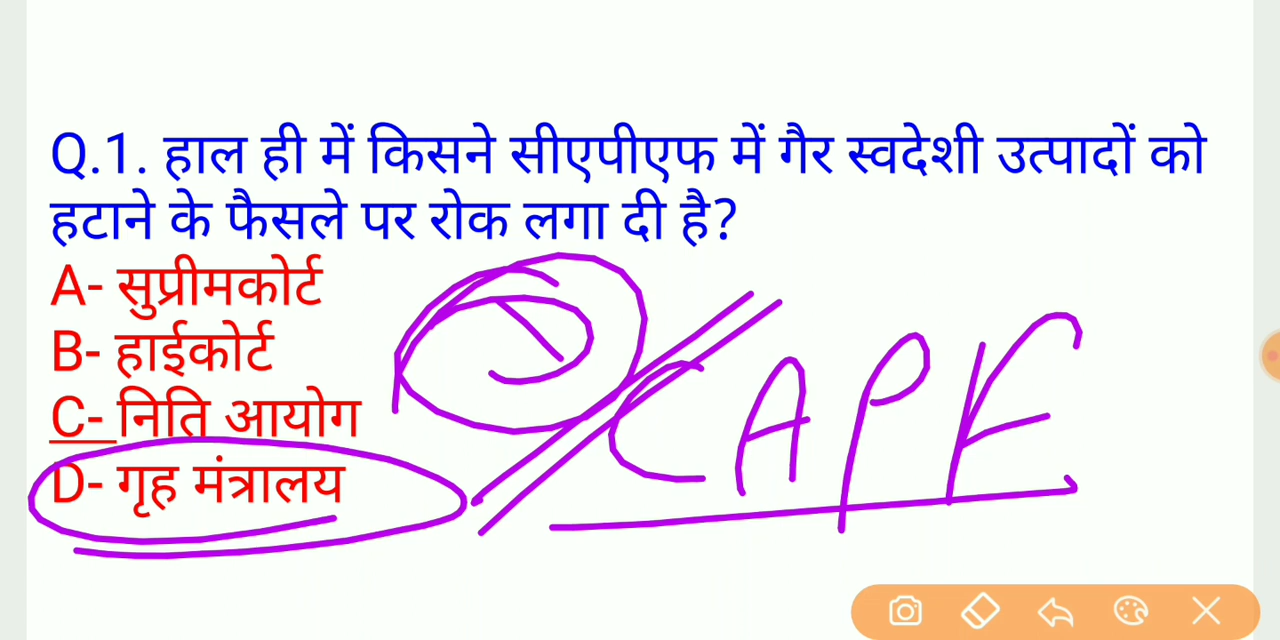 Q.1. हाल ही में किसने सीएपीएफ में गैर स्वदेशी उत्पादों को
हटाने के फैसले पर रोक लगा दी है?
A- सुप्रीमकोर्ट
B- हाईकोर्ट
C- निति आयोग
D- गृह मंत्रालय
CAPF